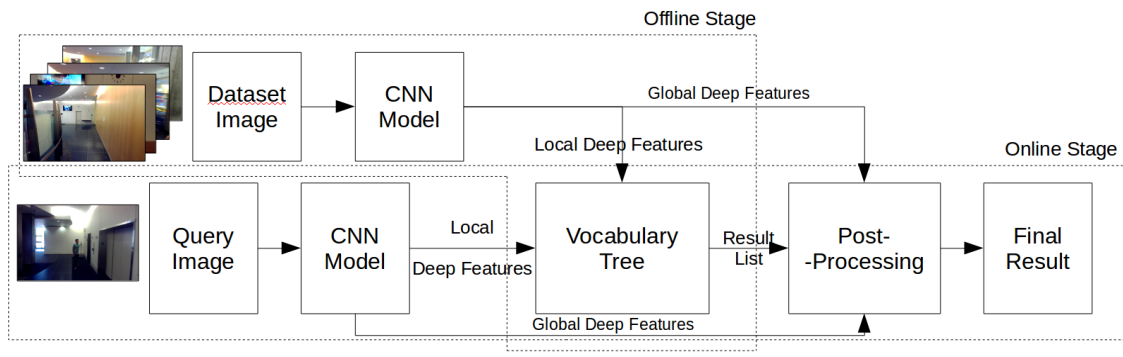 Offline Stage
Dataset
Image
CNN
Model
Global Deep Features
Local Deep Features
Online Stage
Query
Image
CNN
Model
Local
Deep Features
Vocabulary
Tree
Result
List
Post-
-Processing
Final
Result
Global Deep Features